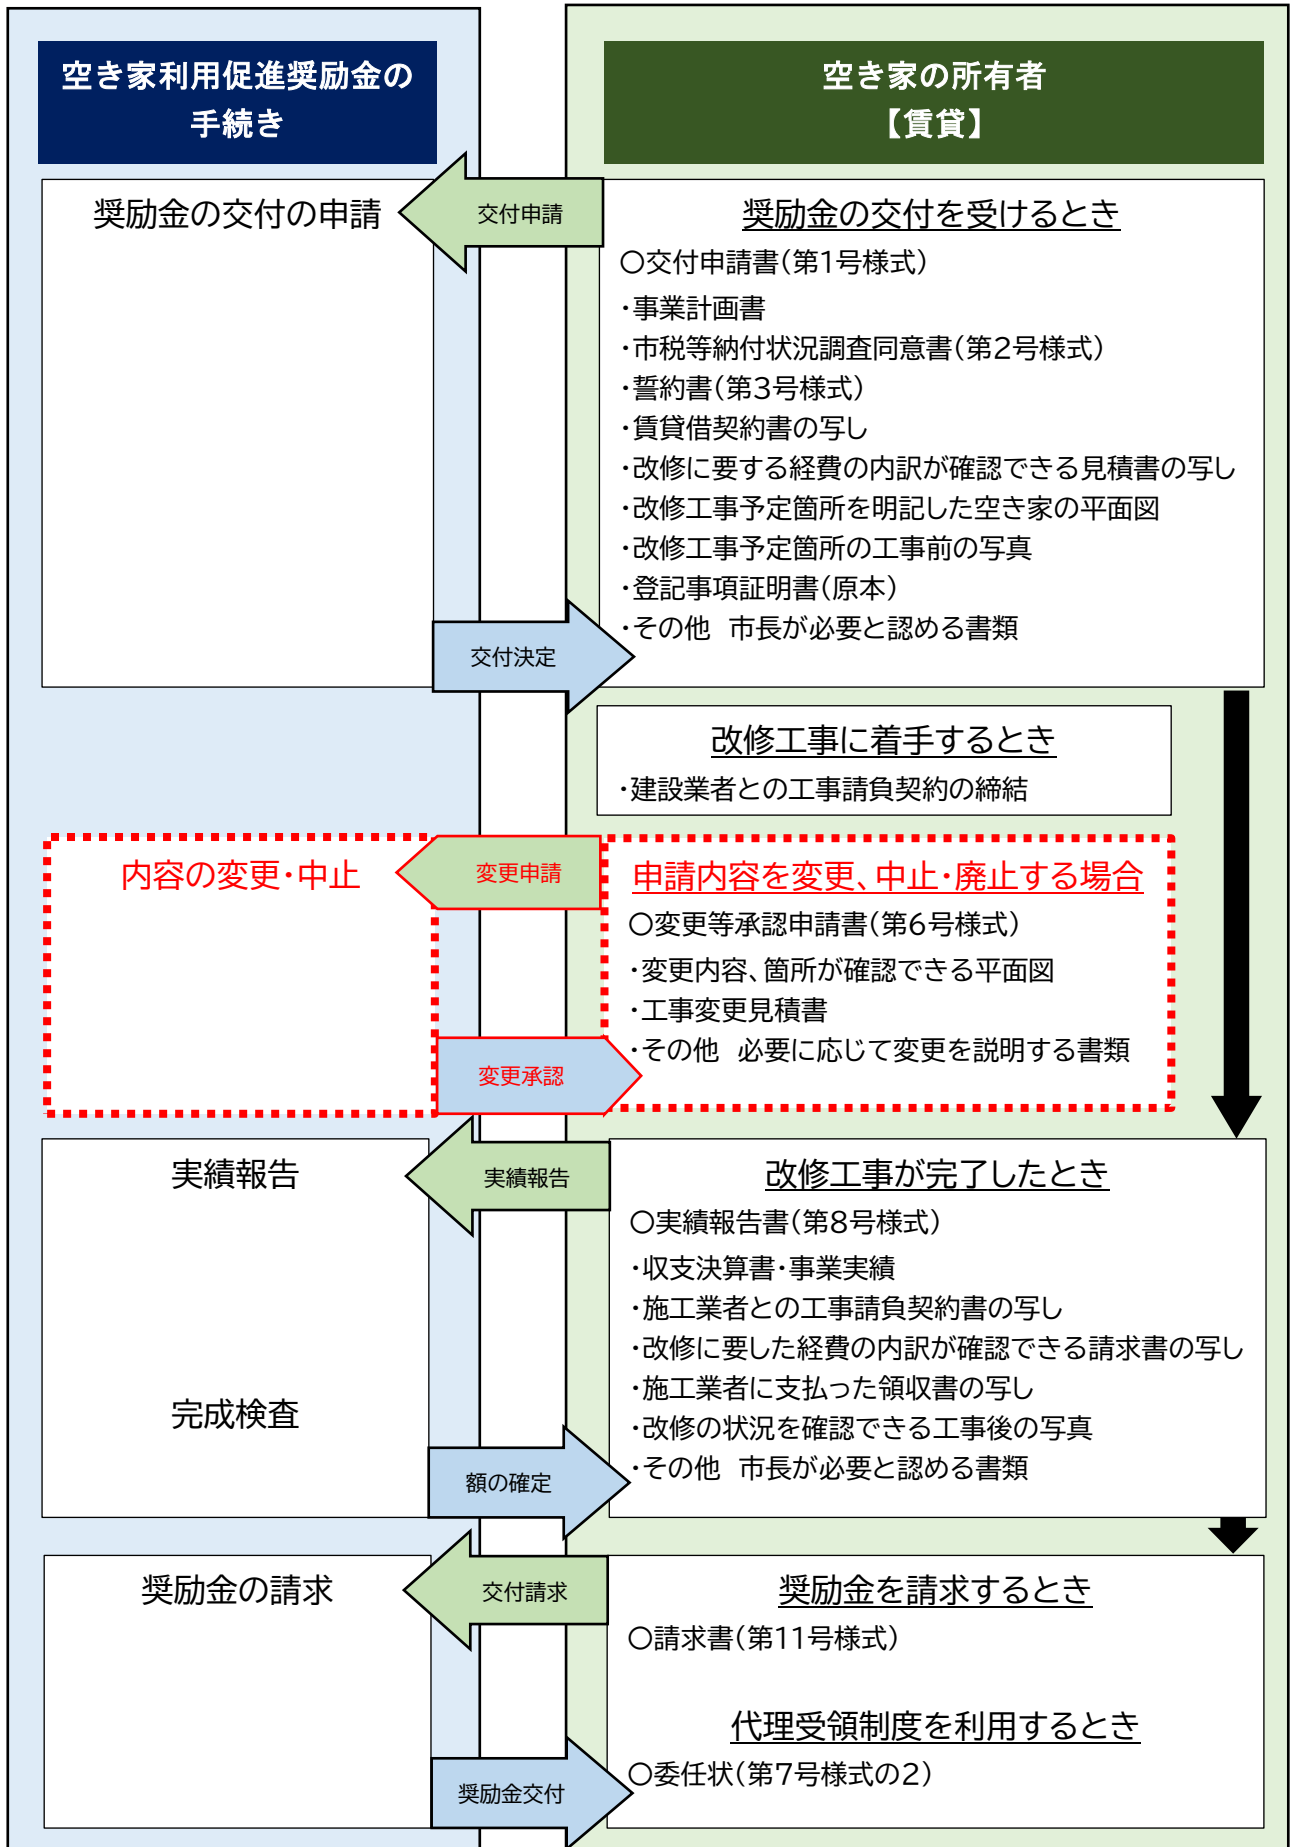 空き家利用促進奨励金の
手続き
空き家の所有者
【賃貸】
奨励金の交付の申請
交付申請
奨励金の交付を受けるとき
〇交付申請書(第1号様式)
・事業計画書
・市税等納付状況調査同意書(第2号様式)
・誓約書(第3号様式)
・賃貸借契約書の写し
・改修に要する経費の内訳が確認できる見積書の写し
・改修工事予定箇所を明記した空き家の平面図
・改修工事予定箇所の工事前の写真
・登記事項証明書(原本)
・その他 市長が必要と認める書類
交付決定
改修工事に着手するとき
・建設業者との工事請負契約の締結
内容の変更・中止
変更申請
申請内容を変更、中止・廃止する場合
〇変更等承認申請書(第6号様式)
・変更内容、箇所が確認できる平面図
・工事変更見積書
・その他 必要に応じて変更を説明する書類
変更承認
実績報告
実績報告
改修工事が完了したとき
〇実績報告書(第8号様式)
・収支決算書・事業実績
・施工業者との工事請負契約書の写し
・改修に要した経費の内訳が確認できる請求書の写し
・施工業者に支払った領収書の写し
・改修の状況を確認できる工事後の写真
・その他 市長が必要と認める書類
完成検査
額の確定
奨励金の請求
交付請求
奨励金を請求するとき
〇請求書(第11号様式)
代理受領制度を利用するとき
〇委任状(第7号様式の2)
奨励金交付